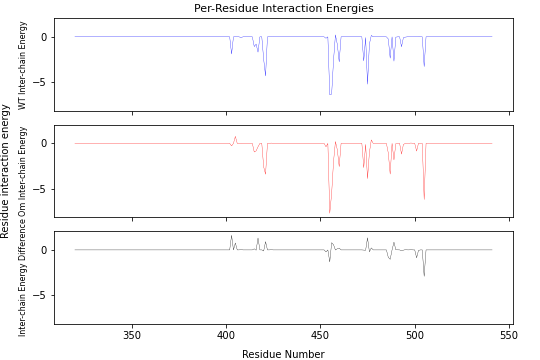 Per-Residue Interaction Energies
Residue interaction energy
WT Inter-chain Energy
0
−5
Om Inter-chain Energy
0
−5
Inter-chain Energy Difference
0
−5
350
400
450
500
550
Residue Number